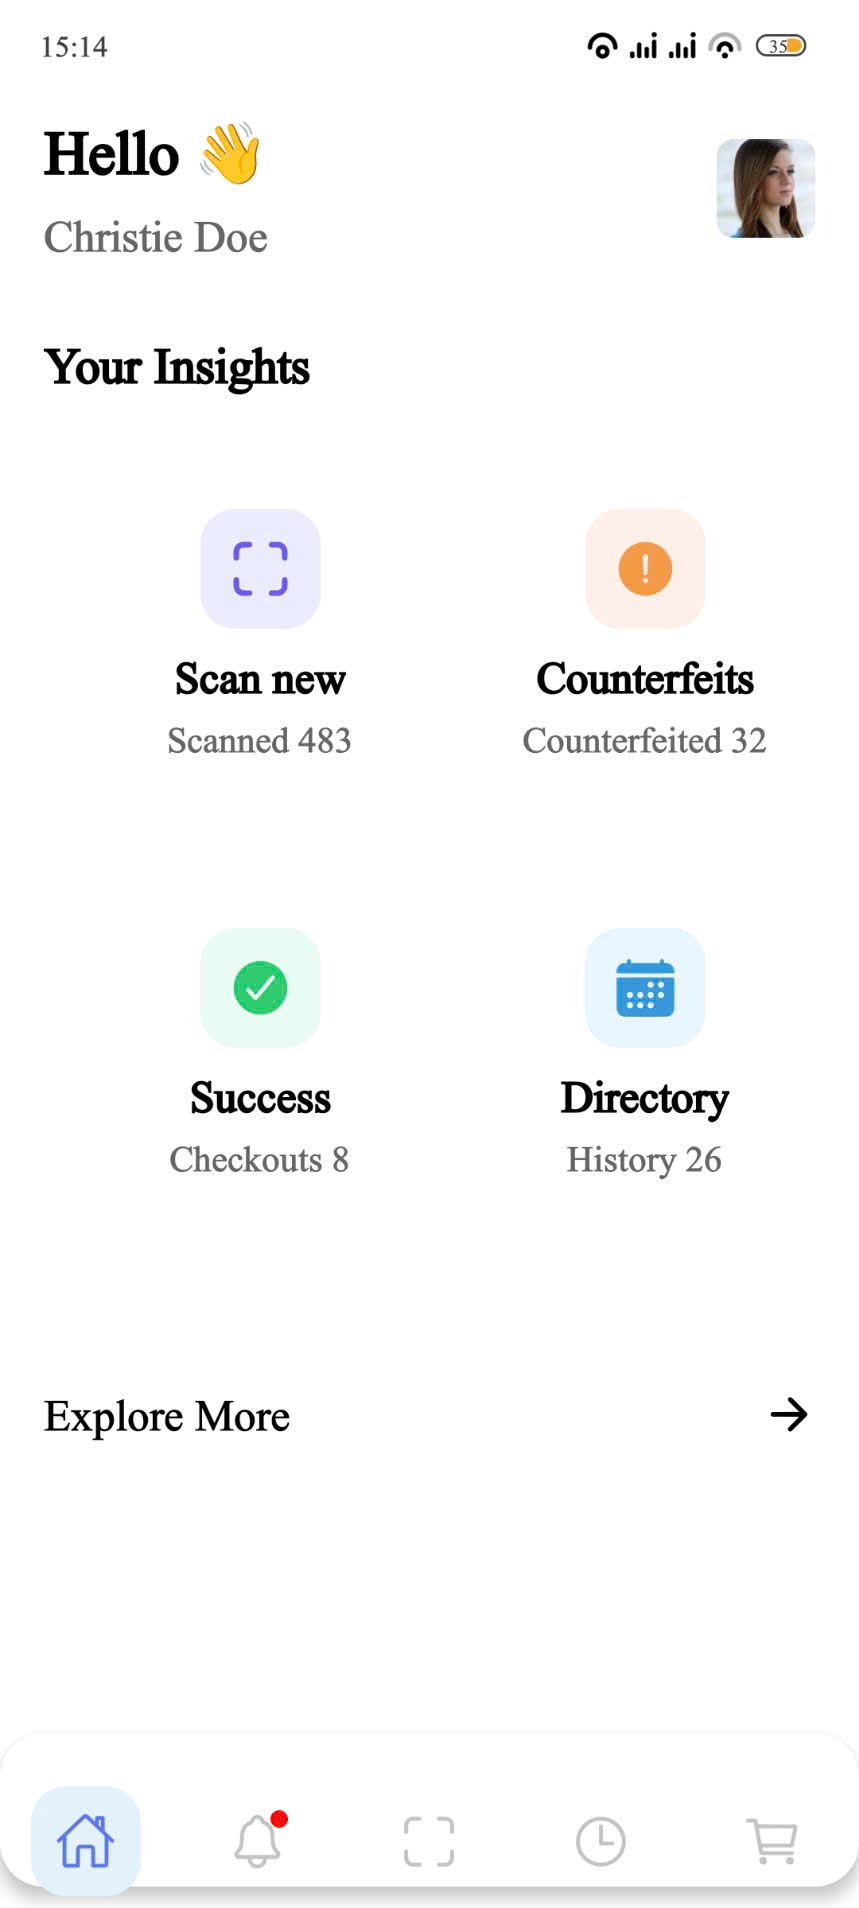 15:14
35
Hello 👋
Christie Doe
Your Insights
Scan new
Scanned 483
Counterfeits
Counterfeited 32
Success
Checkouts 8
Directory
History 26
Explore More